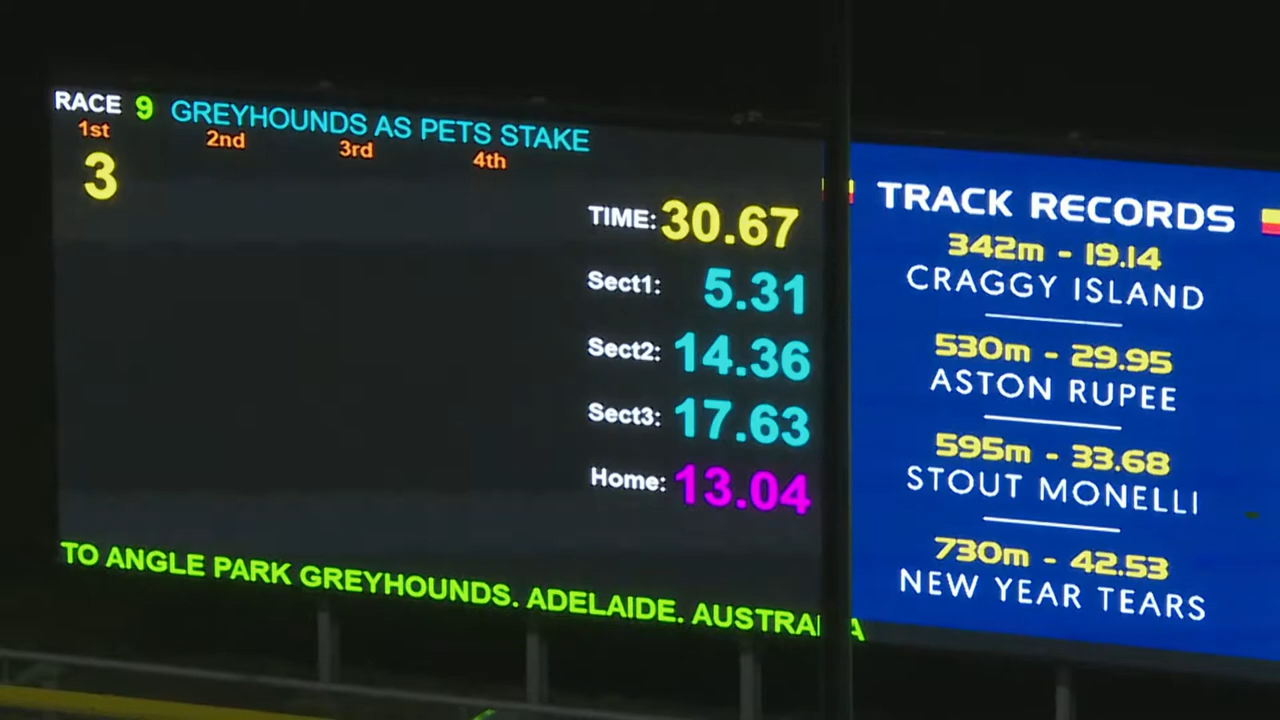 RACE 9 GREYHOUNDS AS PETS STAKE
1st 2nd 3rd 4th
3
TIME: 30.67
Sect1: 5.31
Sect2: 14.36
Sect3: 17.63
Home: 13.04
TO ANGLE PARK GREYHOUNDS. ADELAIDE. AUSTRALIA
TRACK RECORDS
342m - 19.14
CRAGGY ISLAND
530m - 29.95
ASTON RUPEE
595m - 33.68
STOUT MONELLI
730m - 42.53
NEW YEAR TEARS